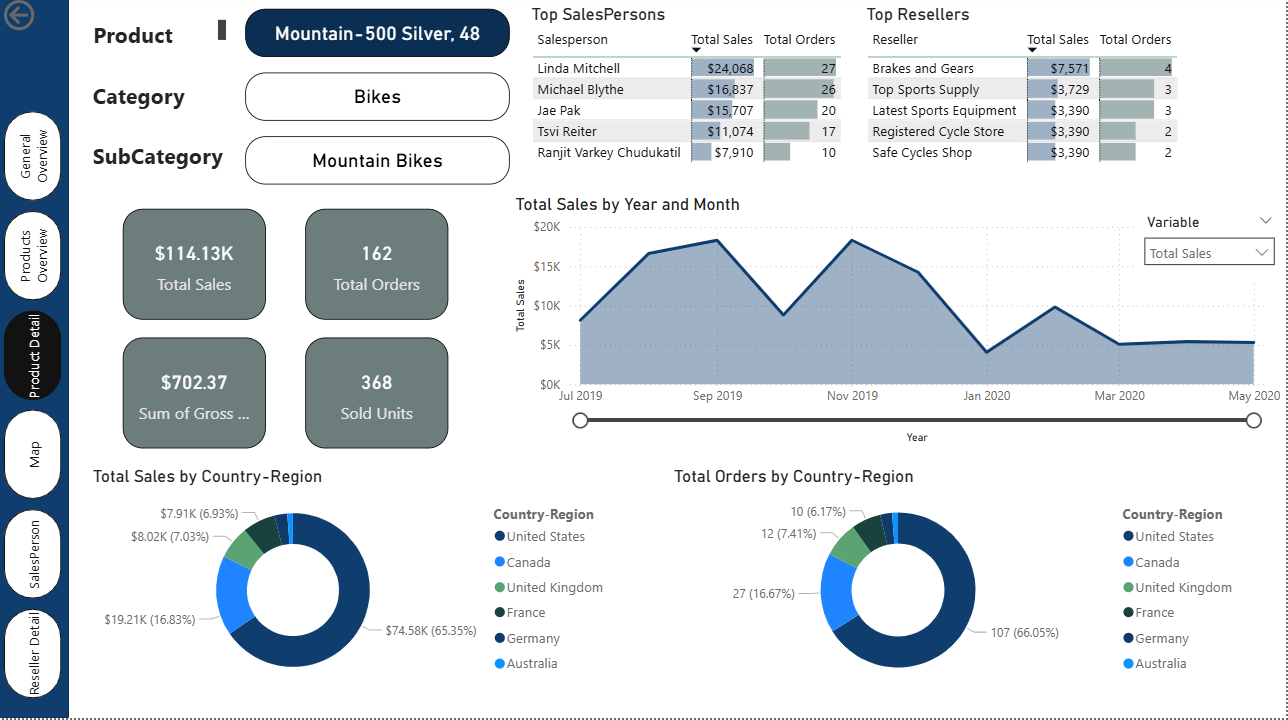 General
Overview
Products
Overview
Product Detail
Map
SalesPerson
Reseller Detail
Product
Mountain-500 Silver, 48
Category
Bikes
SubCategory
Mountain Bikes
$114.13K
Total Sales
162
Total Orders
$702.37
Sum of Gross ...
368
Sold Units
Top SalesPersons
Salesperson Total Sales Total Orders
Linda Mitchell $24,068 27
Michael Blythe $16,837 26
Jae Pak $15,707 20
Tsvi Reiter $11,074 17
Ranjit Varkey Chudukatil $7,910 10
Top Resellers
Reseller Total Sales Total Orders
Brakes and Gears $7,571 4
Top Sports Supply $3,729 3
Latest Sports Equipment $3,390 3
Registered Cycle Store $3,390 2
Safe Cycles Shop $3,390 2
Total Sales by Year and Month
Variable
Total Sales
Total Sales
$20K
$15K
$10K
$5K
$0K
Jul 2019 Sep 2019 Nov 2019 Jan 2020 Mar 2020 May 2020
Year
Total Sales by Country-Region
$7.91K (6.93%)
$8.02K (7.03%)
$19.21K (16.83%)
$74.58K (65.35%)
Country-Region
United States
Canada
United Kingdom
France
Germany
Australia
Total Orders by Country-Region
10 (6.17%)
12 (7.41%)
27 (16.67%)
107 (66.05%)
Country-Region
United States
Canada
United Kingdom
France
Germany
Australia